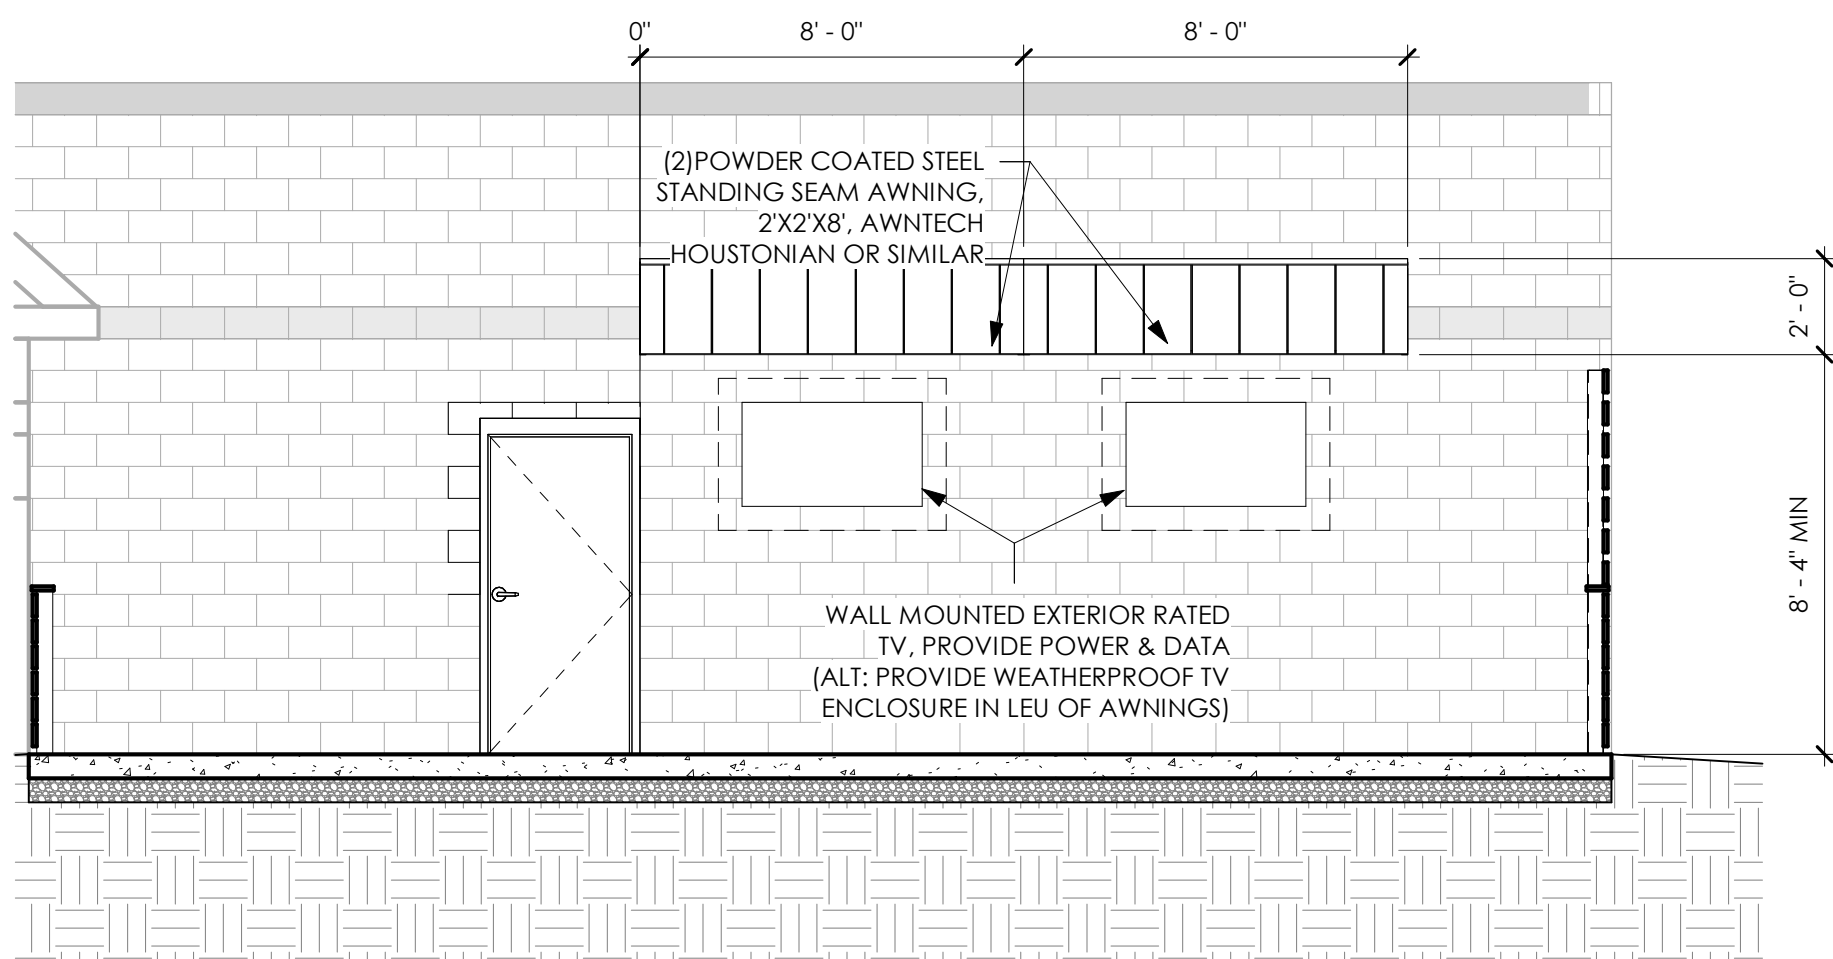 0"
8' - 0"
8' - 0"
(2)POWDER COATED STEEL
STANDING SEAM AWNING,
2'X2'X8', AWNTECH
HOUSTONIAN OR SIMILAR
2' - 0"
8' - 4" MIN
WALL MOUNTED EXTERIOR RATED
TV, PROVIDE POWER & DATA
(ALT: PROVIDE WEATHERPROOF TV
ENCLOSURE IN LEU OF AWNINGS)